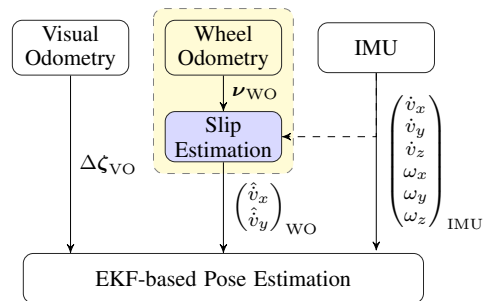 Visual
Odometry
Wheel
Odometry
IMU
ν_WO
Slip
Estimation
Δζ_VO
(v̂̇_x
v̂̇_y)_WO
(v̇_x
v̇_y
v̇_z
ω_x
ω_y
ω_z)_IMU
EKF-based Pose Estimation